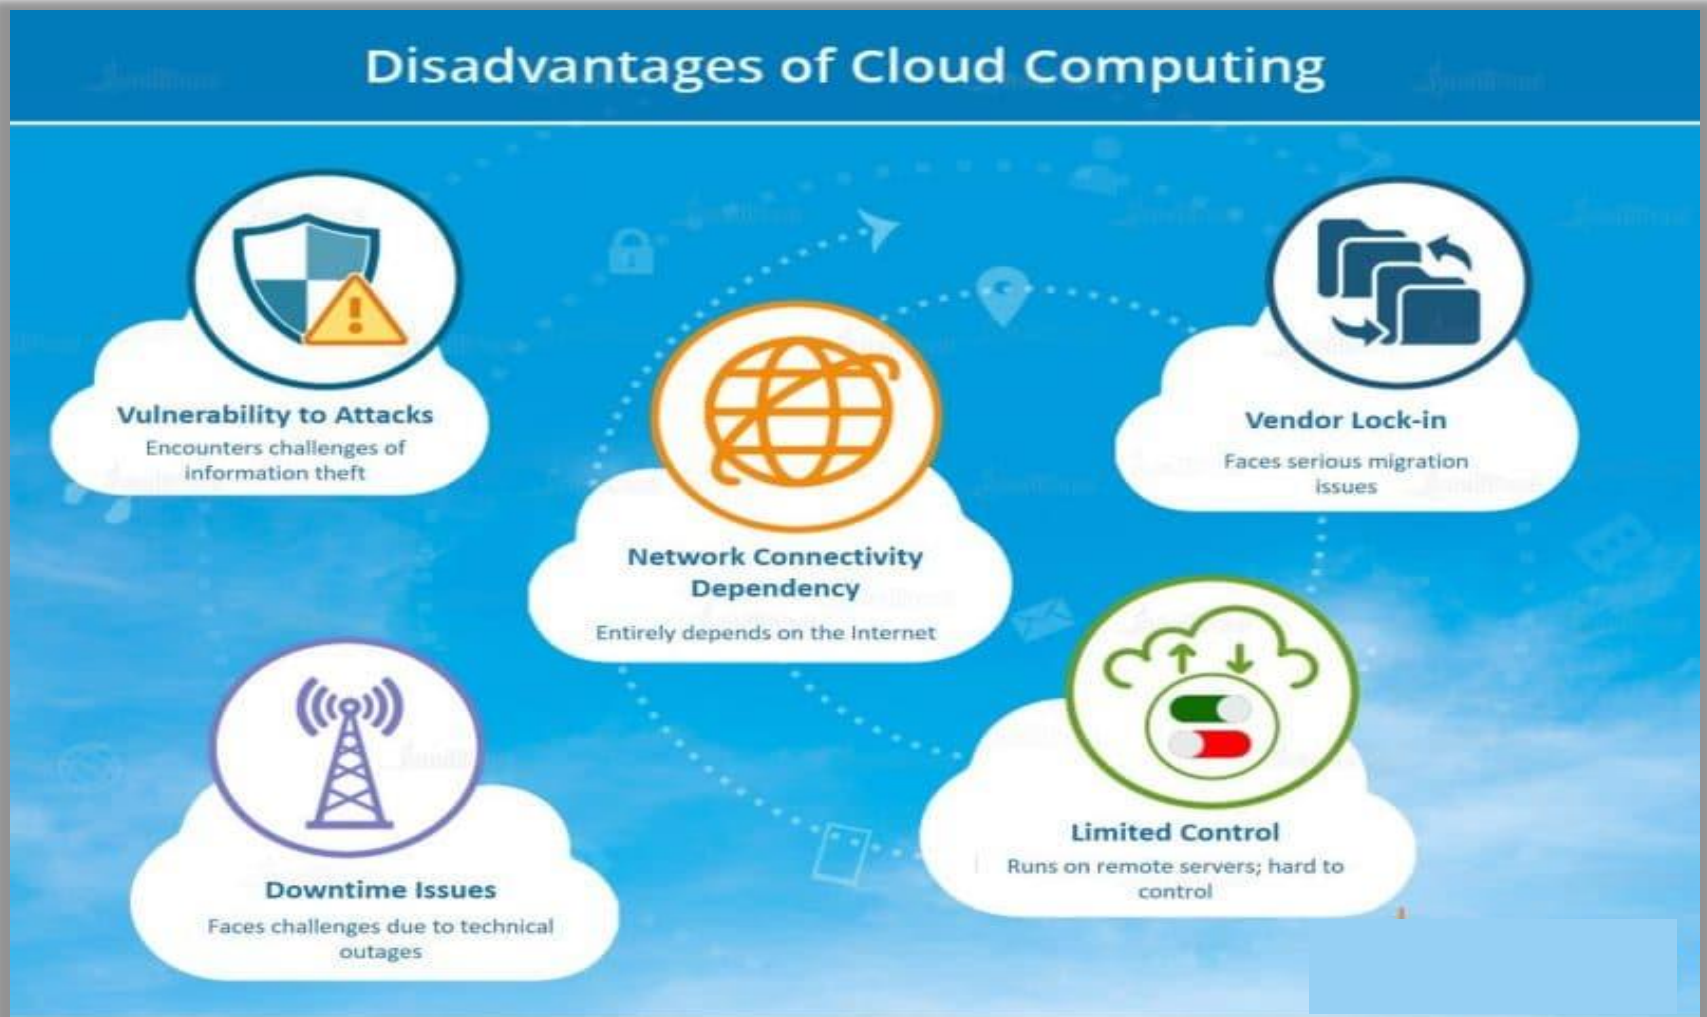 Disadvantages of Cloud Computing
Vulnerability to Attacks
Encounters challenges of
information theft
Vendor Lock-in
Faces serious migration
issues
Network Connectivity
Dependency
Entirely depends on the Internet
Limited Control
Runs on remote servers; hard to
control
Downtime Issues
Faces challenges due to technical
outages